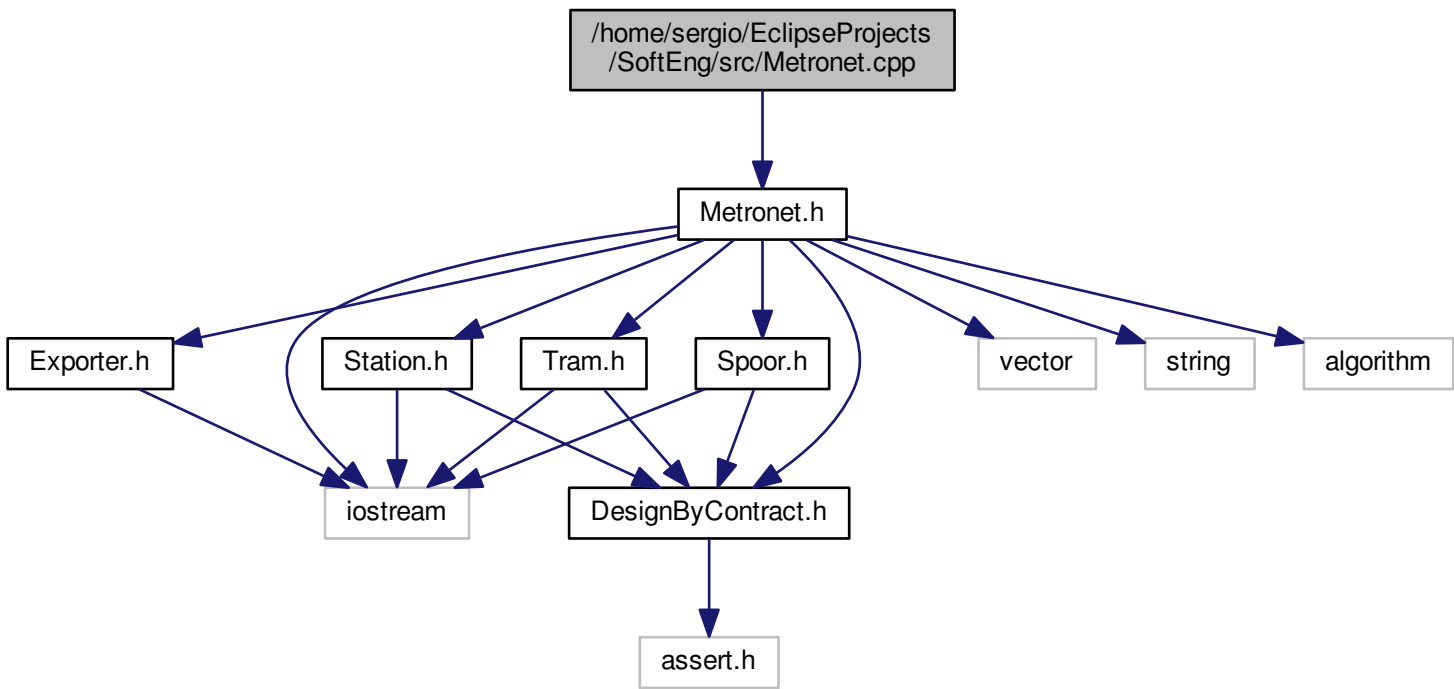 /home/sergio/EclipseProjects
/SoftEng/src/Metronet.cpp
Metronet.h
Exporter.h
Station.h
Tram.h
Spoor.h
vector
string
algorithm
iostream
DesignByContract.h
assert.h